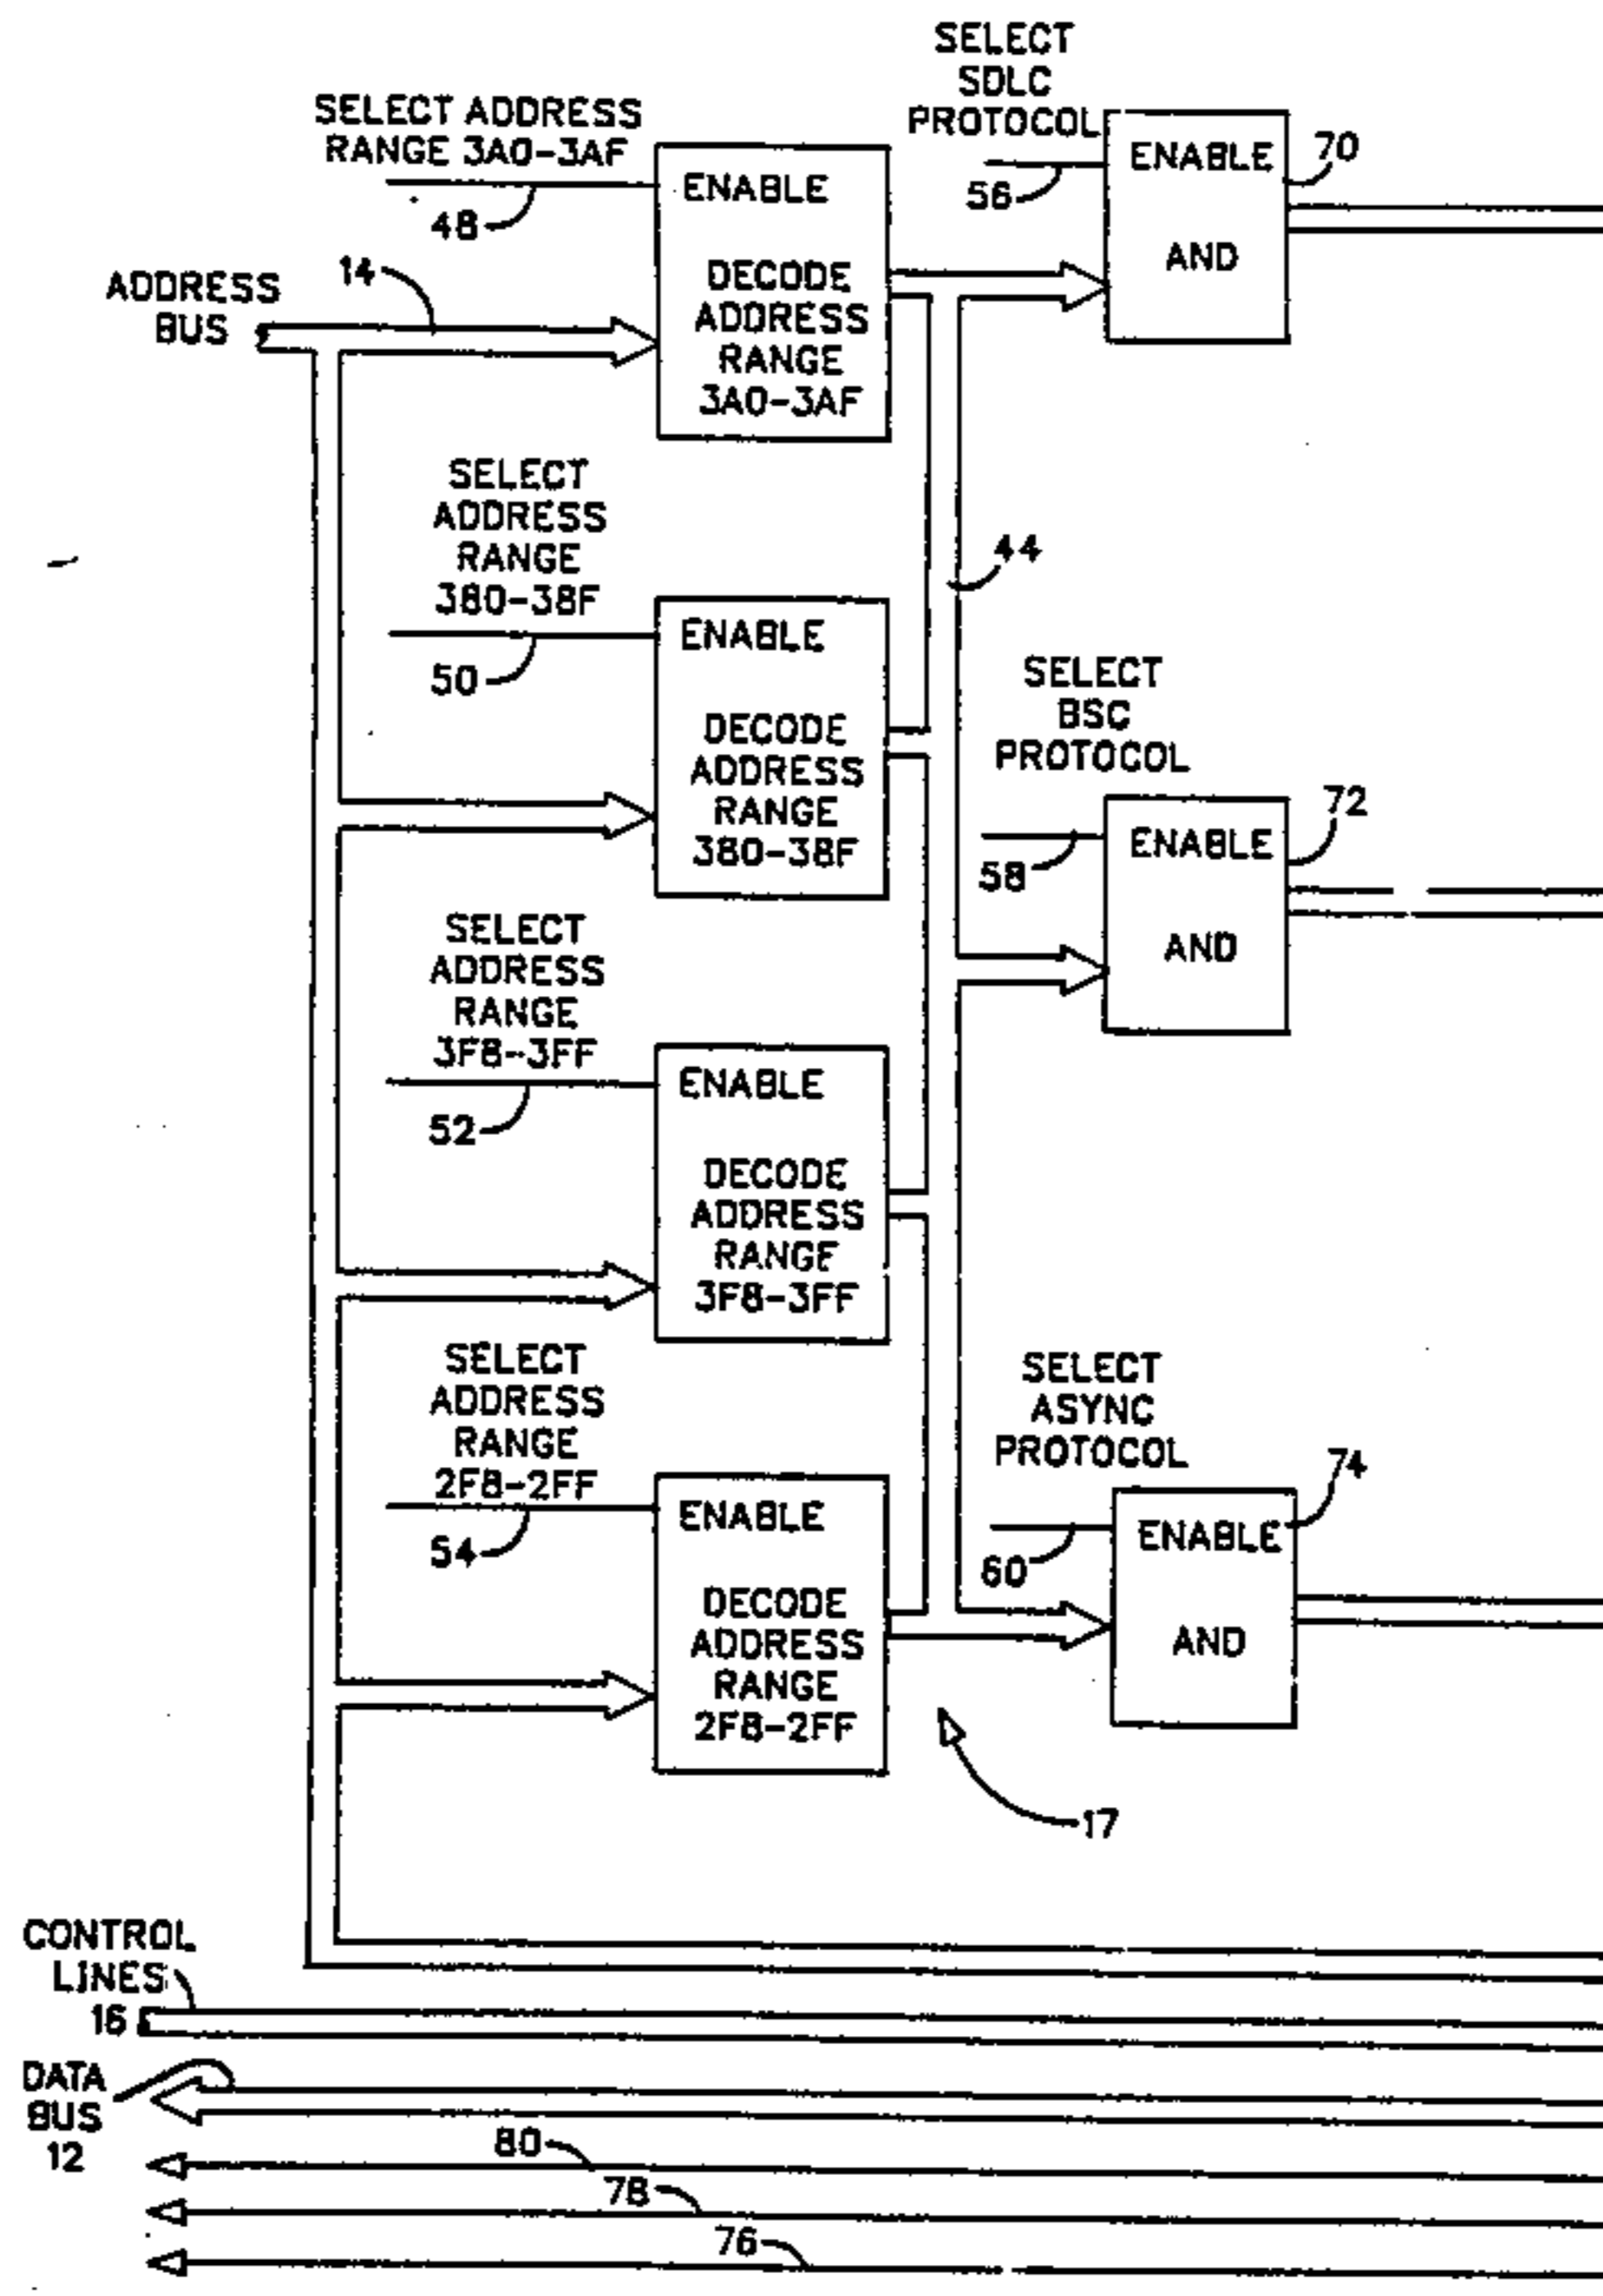 SELECT
SDLC
PROTOCOL
SELECT ADDRESS
RANGE 3A0-3AF
ENABLE
70
56
AND
ENABLE
48
DECODE
ADDRESS
RANGE
3A0-3AF
14
ADDRESS
BUS
SELECT
ADDRESS
RANGE
380-38F
44
ENABLE
50
DECODE
ADDRESS
RANGE
380-38F
SELECT
BSC
PROTOCOL
72
ENABLE
58
AND
SELECT
ADDRESS
RANGE
3F8-3FF
ENABLE
52
DECODE
ADDRESS
RANGE
3F8-3FF
SELECT
ADDRESS
RANGE
2F8-2FF
ENABLE
54
DECODE
ADDRESS
RANGE
2F8-2FF
SELECT
ASYNC
PROTOCOL
74
ENABLE
60
AND
17
CONTROL
LINES
16
DATA
BUS
12
80
78
76